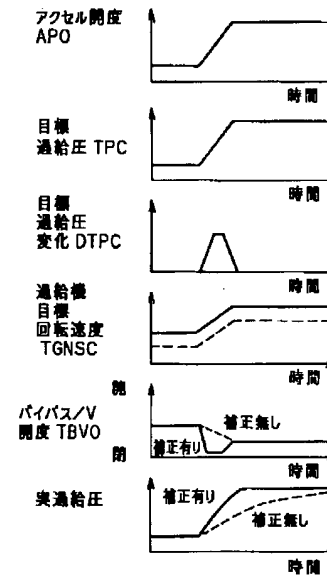 アクセル開度
APO
時間
目標
過給圧 TPC
時間
目標
過給圧
変化 DTPC
時間
過給機
目標
回転速度
TGNSC
時間
開
バイパス/V
開度 TBVO
閉
補正無し
補正有り
時間
実過給圧
補正有り
補正無し
時間